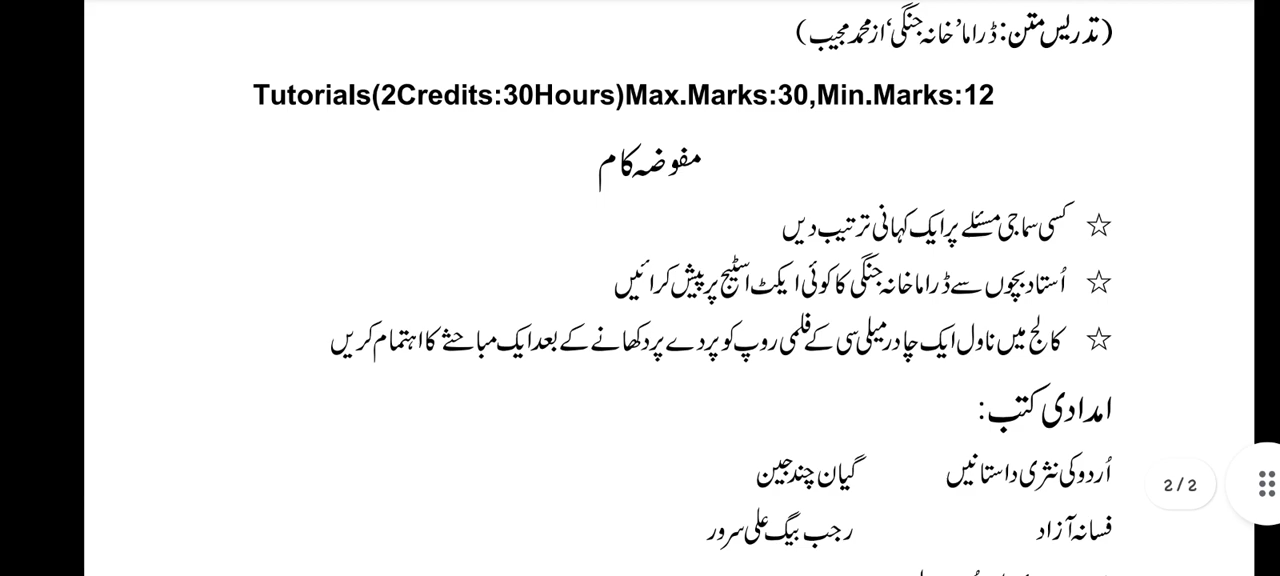 (تدریس متن: ڈراما ’خانہ جنگی‘ از محمد مجیب)
Tutorials(2Credits:30Hours)Max.Marks:30,Min.Marks:12
مفوضہ کام
☆ کسی سماجی مسئلے پر ایک کہانی ترتیب دیں
☆ اُستاد بچوں سے ڈراما خانہ جنگی کا کوئی ایکٹ اسٹیج پر پیش کرائیں
☆ کالج میں ناول ایک چادر میلی سی کے فلمی روپ کو پردے پر دکھانے کے بعد ایک مباحثے کا اہتمام کریں
امدادی کتب:
اُردو کی نثری داستانیں گیان چند جین
2/2
فسانہ آزاد رجب بیگ علی سرور